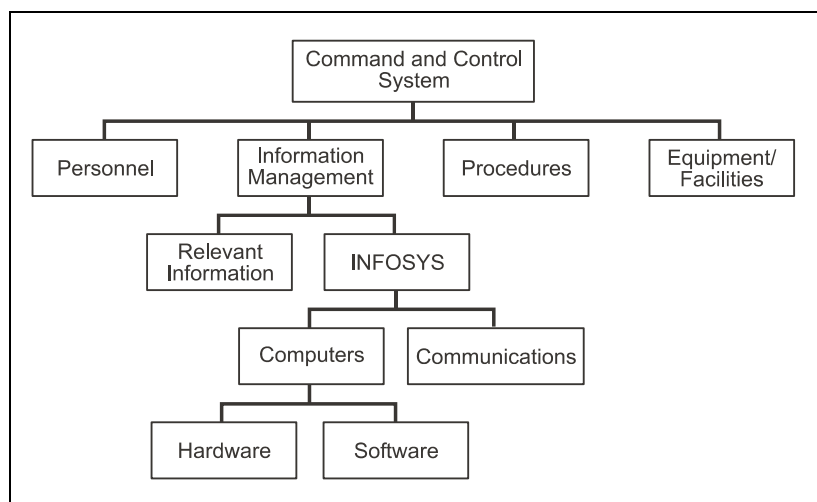 Command and Control
System
Personnel
Information
Management
Procedures
Equipment/
Facilities
Relevant
Information
INFOSYS
Computers
Communications
Hardware
Software